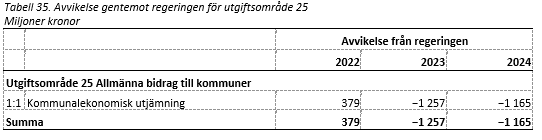 Tabell 35. Avvikelse gentemot regeringen för utgiftsområde 25
Miljoner kronor
Avvikelse från regeringen
2022 2023 2024
Utgiftsområde 25 Allmänna bidrag till kommuner
1:1 Kommunalekonomisk utjämning 379 −1 257 −1 165
Summa 379 −1 257 −1 165